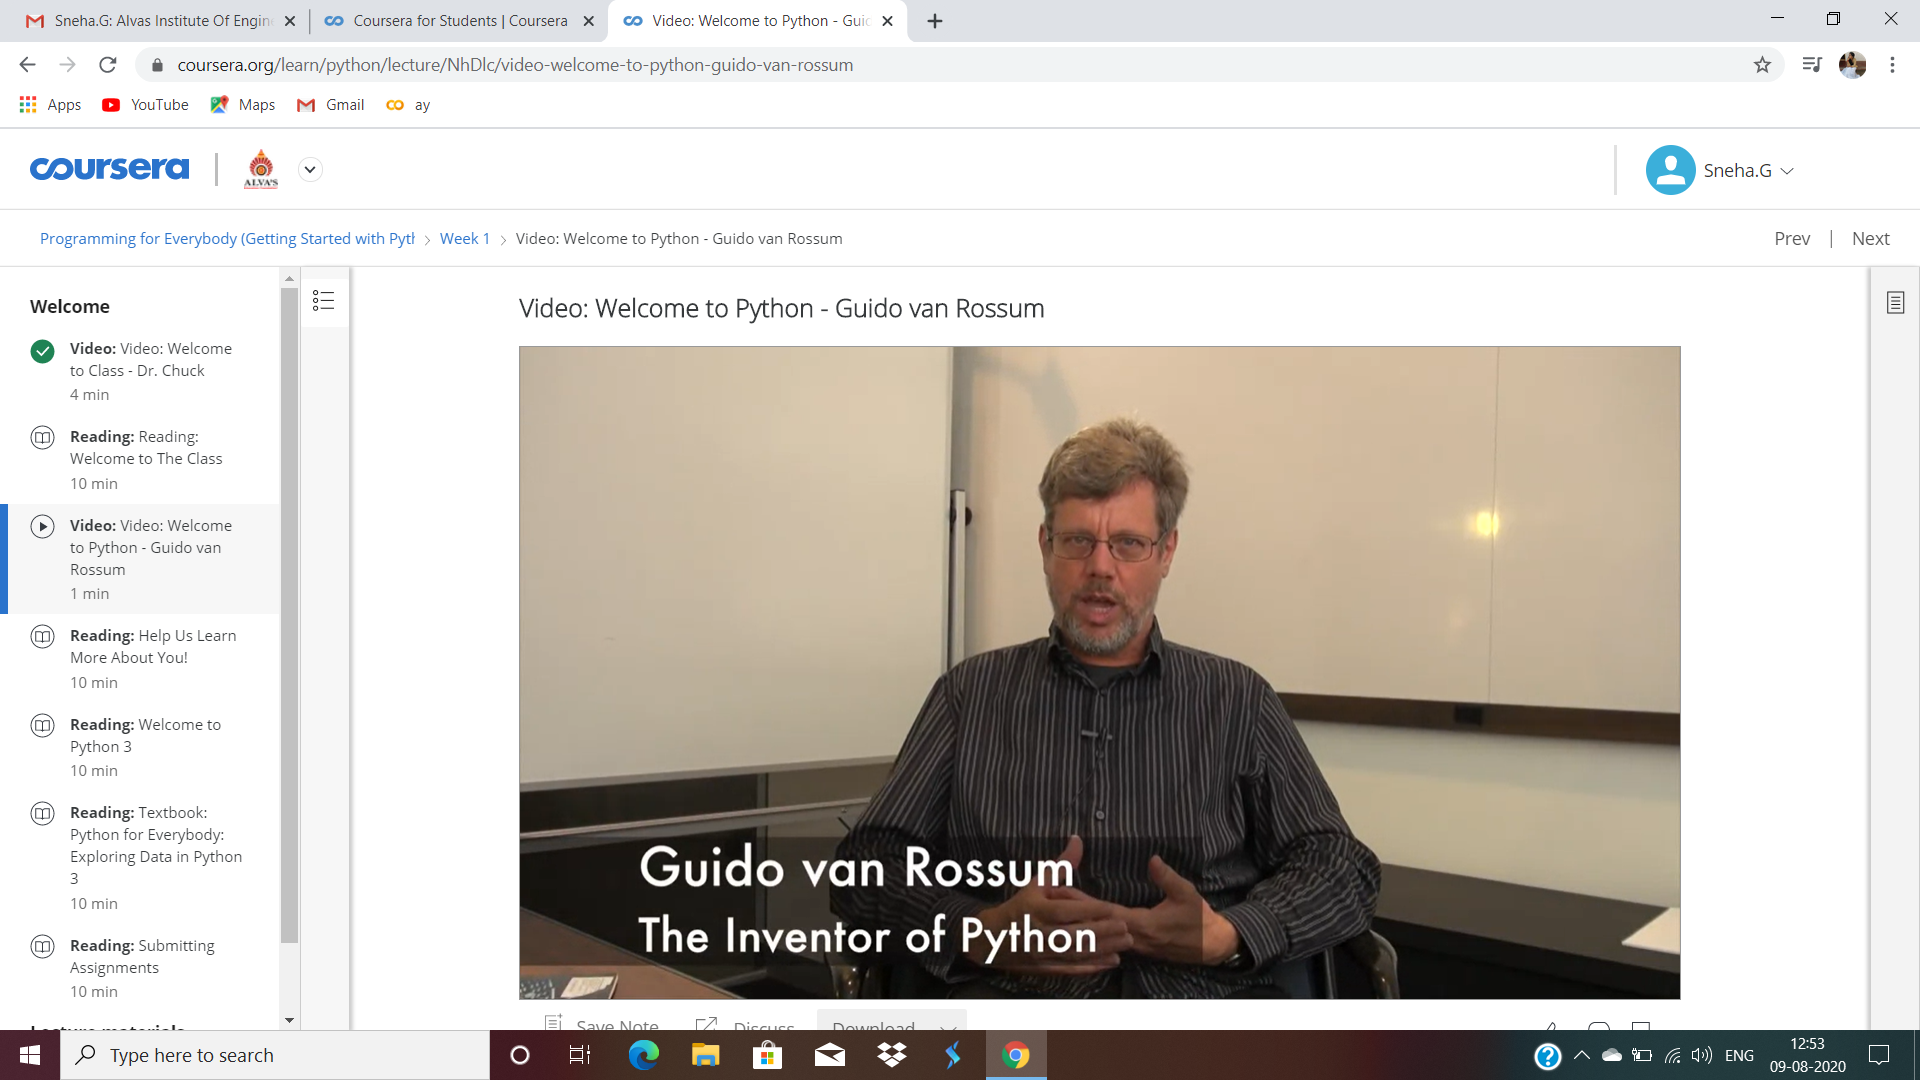 Sneha.G: Alvas Institute Of Engine
Coursera for Students | Coursera
Video: Welcome to Python - Guid
coursera.org/learn/python/lecture/NhDlc/video-welcome-to-python-guido-van-rossum
Apps
YouTube
Maps
Gmail
ay
coursera
ALVA'S
Sneha.G
Programming for Everybody (Getting Started with Pyth
Week 1
Video: Welcome to Python - Guido van Rossum
Prev
Next
Welcome
Video: Video: Welcome
to Class - Dr. Chuck
4 min
Reading: Reading:
Welcome to The Class
10 min
Video: Video: Welcome
to Python - Guido van
Rossum
1 min
Reading: Help Us Learn
More About You!
10 min
Reading: Welcome to
Python 3
10 min
Reading: Textbook:
Python for Everybody:
Exploring Data in Python
3
10 min
Reading: Submitting
Assignments
10 min
Lecture materials
Video: Welcome to Python - Guido van Rossum
Guido van Rossum
The Inventor of Python
Save Note
Discuss
Download
Type here to search
ENG
12:53
09-08-2020